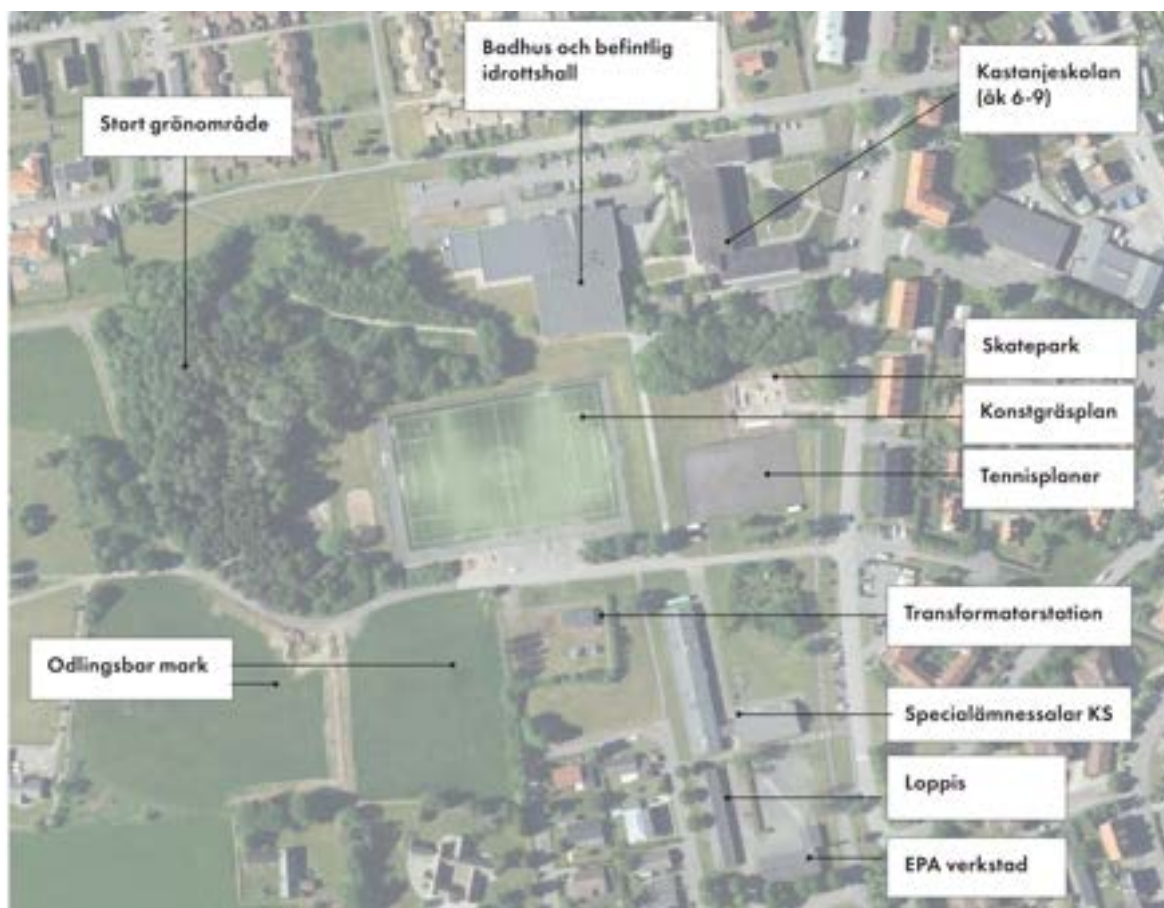 Badhus och befintlig
idrottshall
Kastanjeskolan
(åk 6-9)
Stort grönområde
Skatepark
Konstgräsplan
Tennisplaner
Transformatorstation
Odlingsbar mark
Specialämnessalar KS
Loppis
EPA verkstad